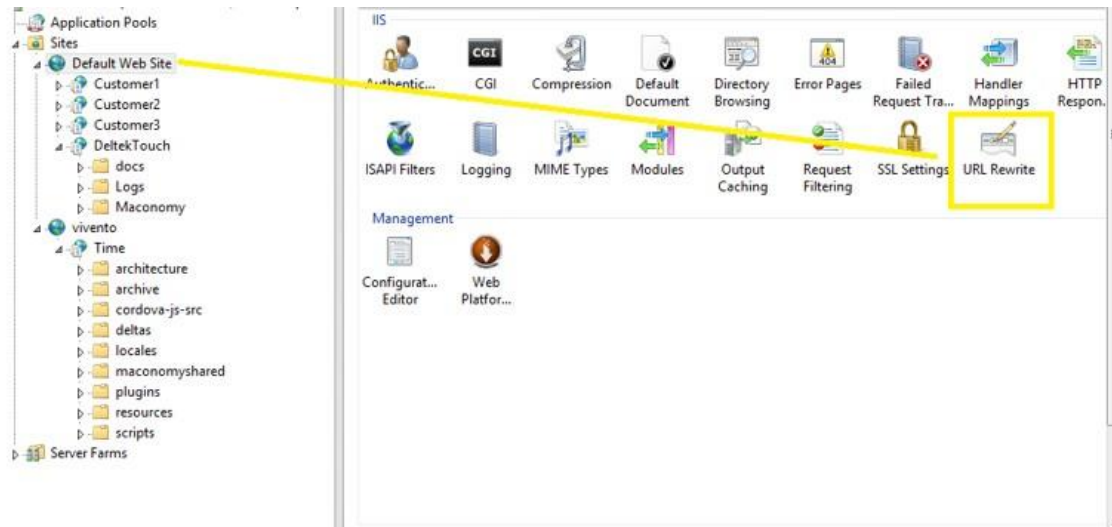 Application Pools
Sites
Default Web Site
Customer1
Customer2
Customer3
DeltekTouch
docs
Logs
Maconomy
vivento
Time
architecture
archive
cordova-js-src
deltas
locales
maconomyshared
plugins
resources
scripts
Server Farms
IIS
Authentic...
CGI
CGI
Compression
Default
Document
Directory
Browsing
404
Error Pages
Failed
Request Tra...
Handler
Mappings
HTTP
Respon.
ISAPI Filters
Logging
MIME Types
Modules
Output
Caching
Request
Filtering
SSL Settings
URL Rewrite
Management
Configurat...
Editor
Web
Platfor...